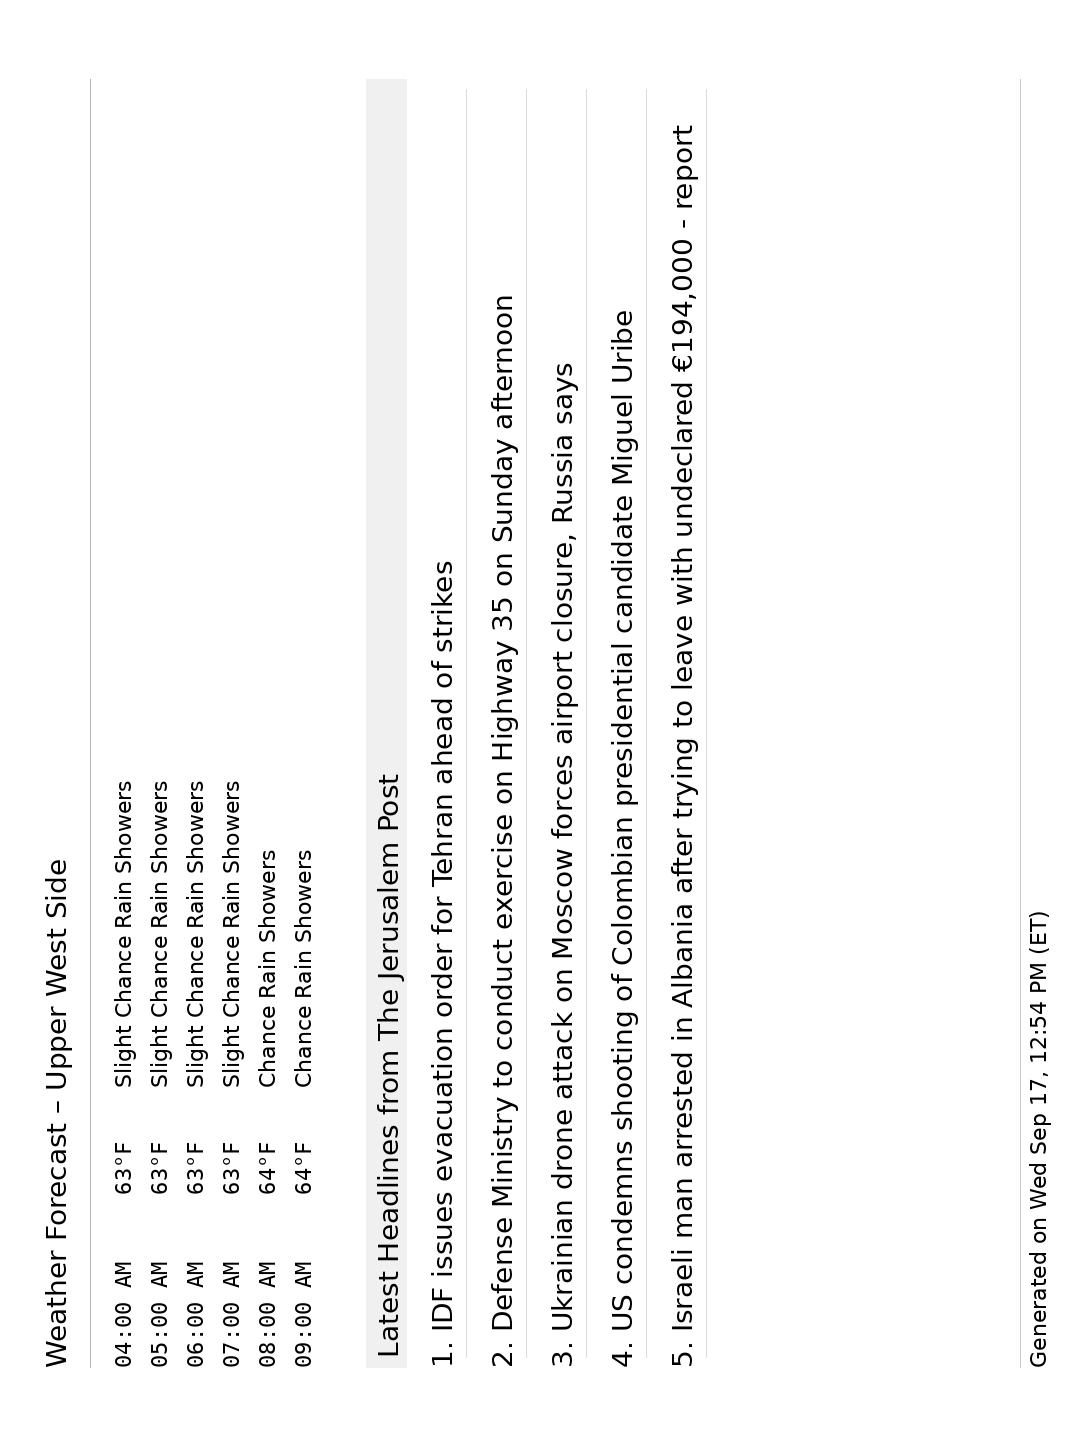 Weather Forecast – Upper West Side
04:00 AM 63°F Slight Chance Rain Showers
05:00 AM 63°F Slight Chance Rain Showers
06:00 AM 63°F Slight Chance Rain Showers
07:00 AM 63°F Slight Chance Rain Showers
08:00 AM 64°F Chance Rain Showers
09:00 AM 64°F Chance Rain Showers
Latest Headlines from The Jerusalem Post
1. IDF issues evacuation order for Tehran ahead of strikes
2. Defense Ministry to conduct exercise on Highway 35 on Sunday afternoon
3. Ukrainian drone attack on Moscow forces airport closure, Russia says
4. US condemns shooting of Colombian presidential candidate Miguel Uribe
5. Israeli man arrested in Albania after trying to leave with undeclared €194,000 - report
Generated on Wed Sep 17, 12:54 PM (ET)